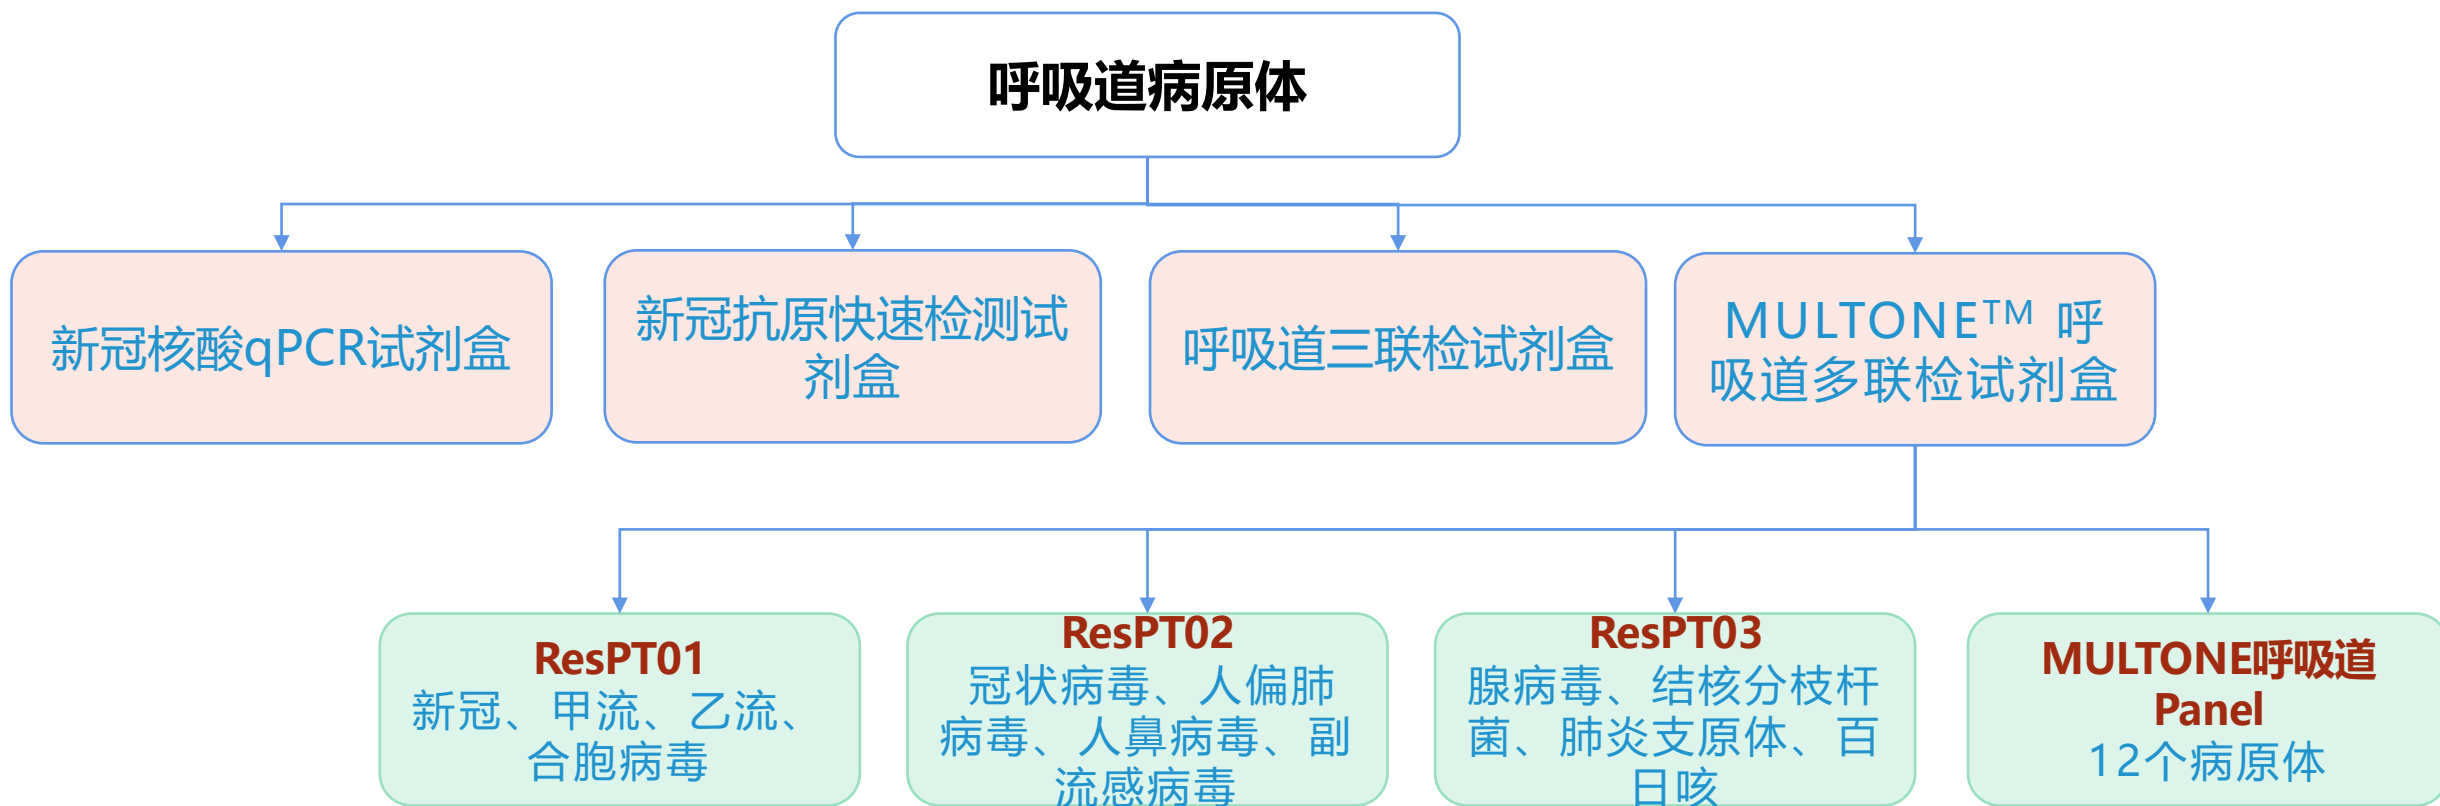 呼吸道病原体
新冠核酸qPCR试剂盒
新冠抗原快速检测试
剂盒
呼吸道三联检试剂盒
MULTONE™ 呼
吸道多联检试剂盒
ResPT01
新冠、甲流、乙流、
合胞病毒
ResPT02
冠状病毒、人偏肺
病毒、人鼻病毒、副
流感病毒
ResPT03
腺病毒、结核分枝杆
菌、肺炎支原体、百
日咳
MULTONE呼吸道
Panel
12个病原体